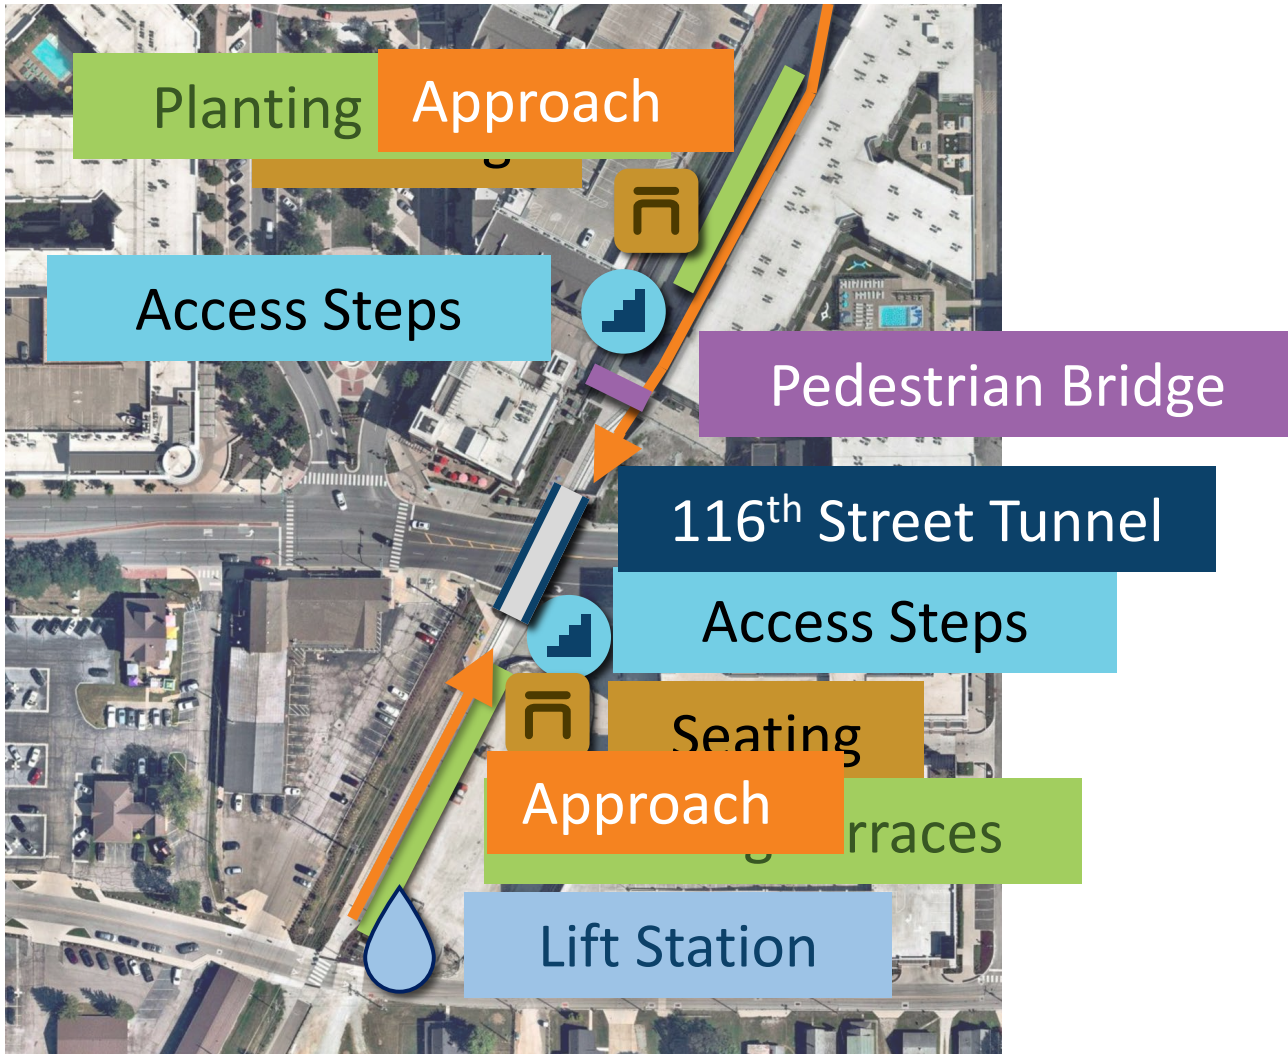 Planting
Approach
g
Access Steps
Pedestrian Bridge
116th Street Tunnel
Access Steps
Seating
Approach
g rraces
Lift Station